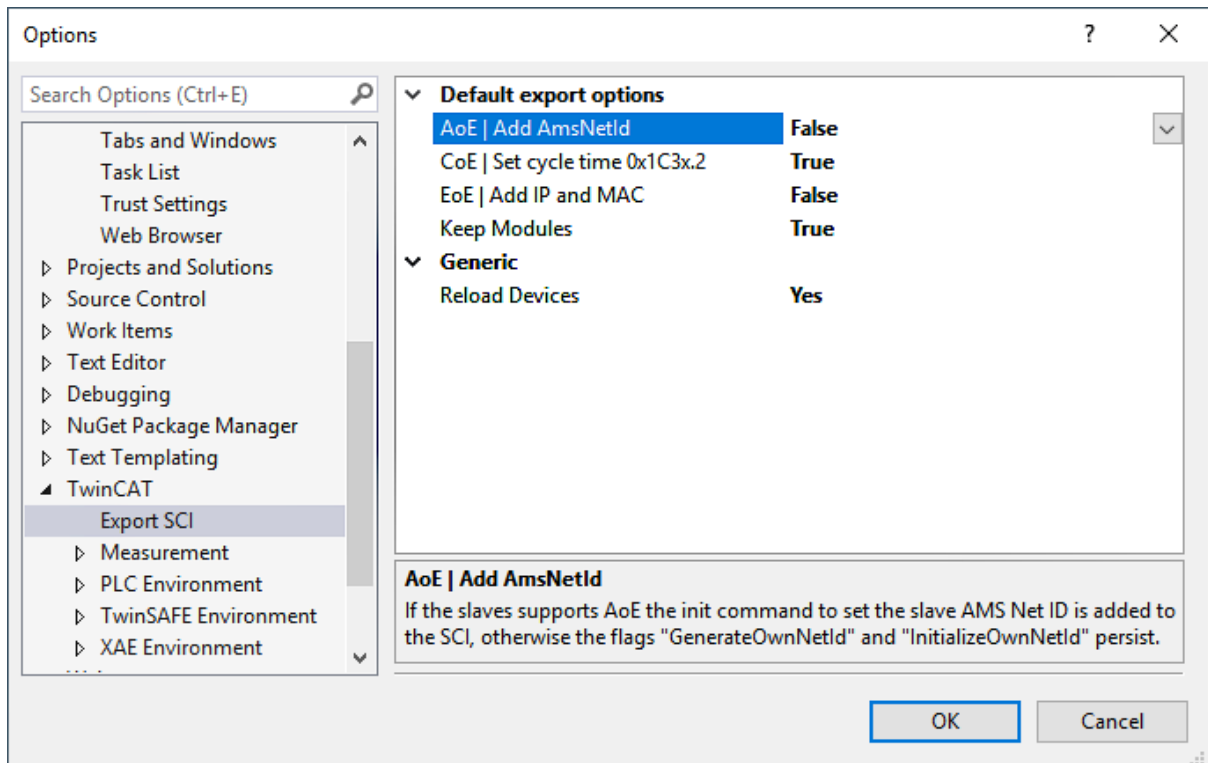 Options
?
Search Options (Ctrl+E)
Tabs and Windows
Task List
Trust Settings
Web Browser
Projects and Solutions
Source Control
Work Items
Text Editor
Debugging
NuGet Package Manager
Text Templating
TwinCAT
Export SCI
Measurement
PLC Environment
TwinSAFE Environment
XAE Environment
Default export options
AoE | Add AmsNetId False
CoE | Set cycle time 0x1C3x.2 True
EoE | Add IP and MAC False
Keep Modules True
Generic
Reload Devices Yes
AoE | Add AmsNetId
If the slaves supports AoE the init command to set the slave AMS Net ID is added to
the SCI, otherwise the flags "GenerateOwnNetId" and "InitializeOwnNetId" persist.
OK Cancel